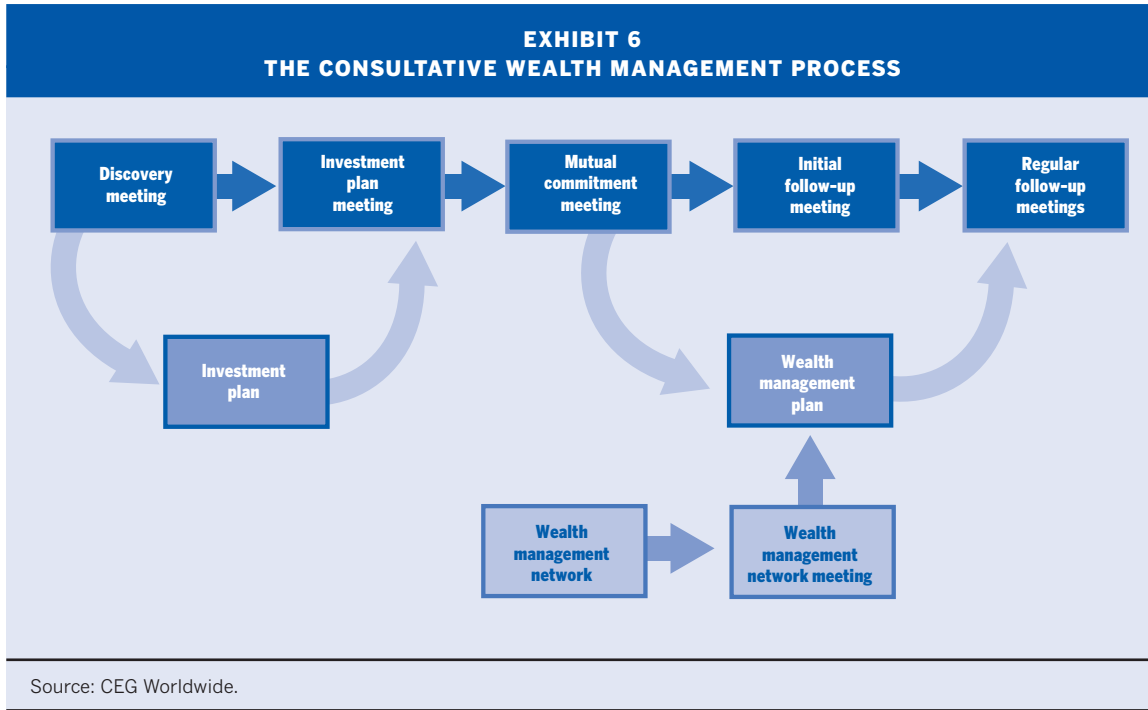 EXHIBIT 6
THE CONSULTATIVE WEALTH MANAGEMENT PROCESS
Discovery
meeting
Investment
plan
meeting
Mutual
commitment
meeting
Initial
follow-up
meeting
Regular
follow-up
meetings
Investment
plan
Wealth
management
plan
Wealth
management
network
Wealth
management
network meeting
Source: CEG Worldwide.